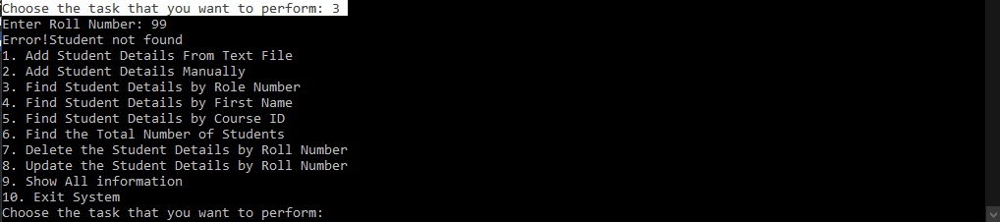 Choose the task that you want to perform: 3
Enter Roll Number: 99
Error!Student not found
1. Add Student Details From Text File
2. Add Student Details Manually
3. Find Student Details by Role Number
4. Find Student Details by First Name
5. Find Student Details by Course ID
6. Find the Total Number of Students
7. Delete the Student Details by Roll Number
8. Update the Student Details by Roll Number
9. Show All information
10. Exit System
Choose the task that you want to perform: